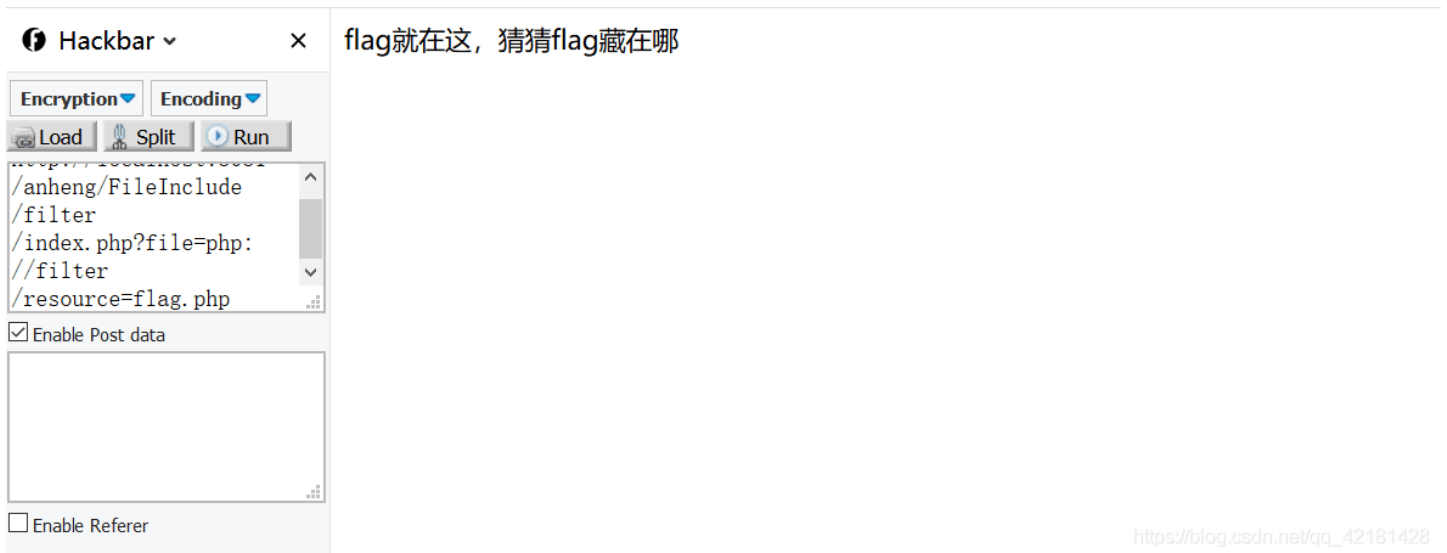 Hackbar
Encryption
Encoding
Load
Split
Run
/anheng/FileInclude
/filter
/index.php?file=php:
//filter
/resource=flag.php
Enable Post data
Enable Referer
flag就在这，猜猜flag藏在哪
https://blog.csdn.net/qq_42181428